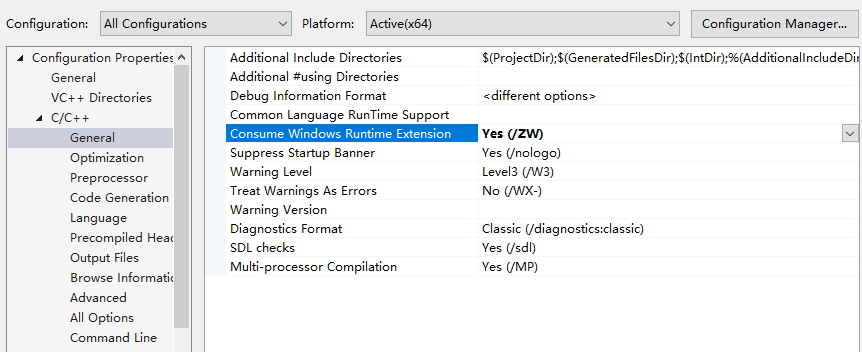 Configuration: All Configurations Platform: Active(x64) Configuration Manager...
Configuration Properties
General
VC++ Directories
C/C++
General
Optimization
Preprocessor
Code Generation
Language
Precompiled Head
Output Files
Browse Informatio
Advanced
All Options
Command Line
Additional Include Directories $(ProjectDir);$(GeneratedFilesDir);$(IntDir);%(AdditionalIncludeDir
Additional #using Directories
Debug Information Format <different options>
Common Language RunTime Support
Consume Windows Runtime Extension Yes (/ZW)
Suppress Startup Banner Yes (/nologo)
Warning Level Level3 (/W3)
Treat Warnings As Errors No (/WX-)
Warning Version
Diagnostics Format Classic (/diagnostics:classic)
SDL checks Yes (/sdl)
Multi-processor Compilation Yes (/MP)